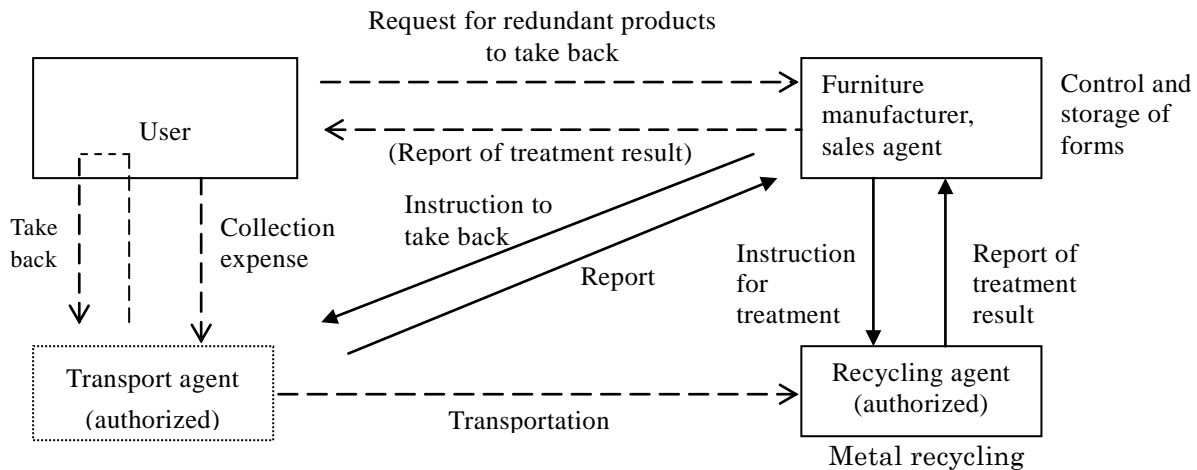 Request for redundant products
to take back
User
Furniture
manufacturer,
sales agent
Control and
storage of
forms
(Report of treatment result)
Take
back
Collection
expense
Instruction to
take back
Report
Instruction
for
treatment
Report of
treatment
result
Transport agent
(authorized)
Transportation
Recycling agent
(authorized)
Metal recycling